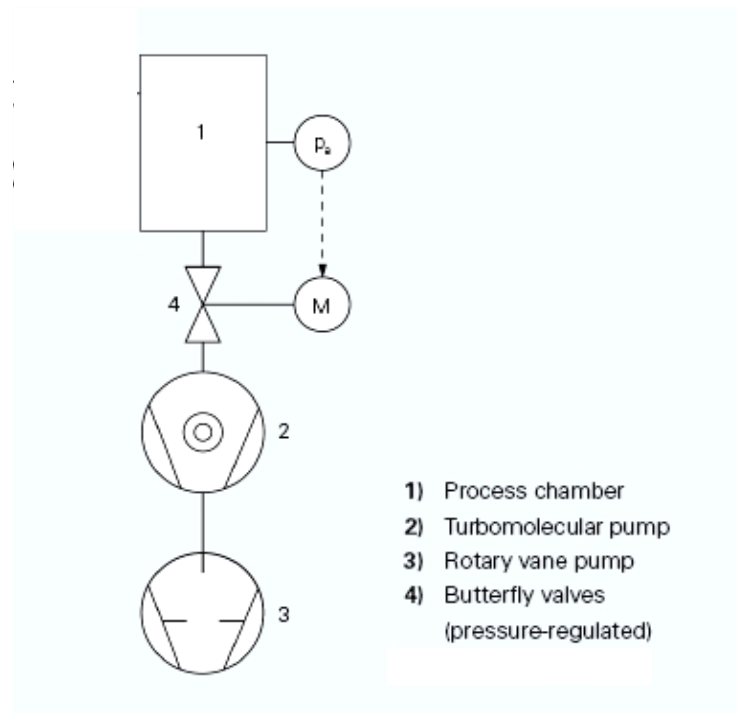 1
pa
4
M
2
3
1) Process chamber
2) Turbomolecular pump
3) Rotary vane pump
4) Butterfly valves
(pressure-regulated)